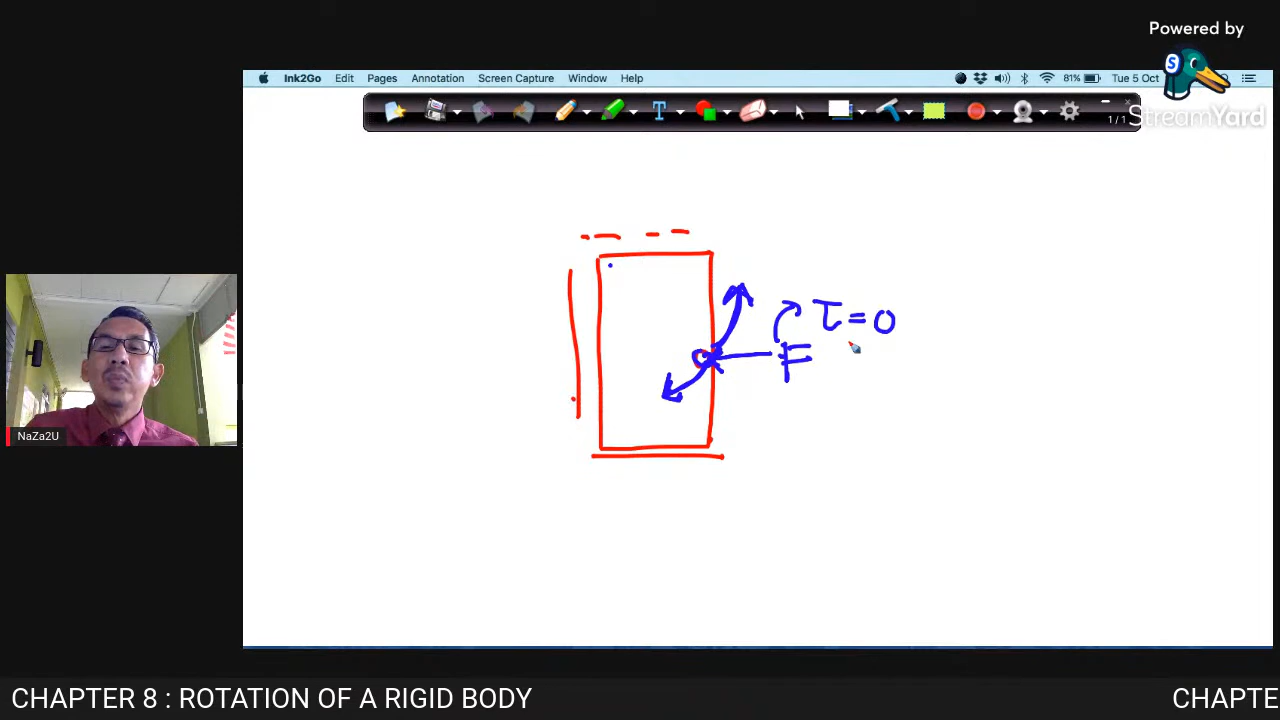 Powered by
S
StreamYard
Ink2Go Edit Pages Annotation Screen Capture Window Help 81% Tue 5 Oct
T
1 / 1
τ = 0
F
NaZa2U
CHAPTER 8 : ROTATION OF A RIGID BODY CHAPTE